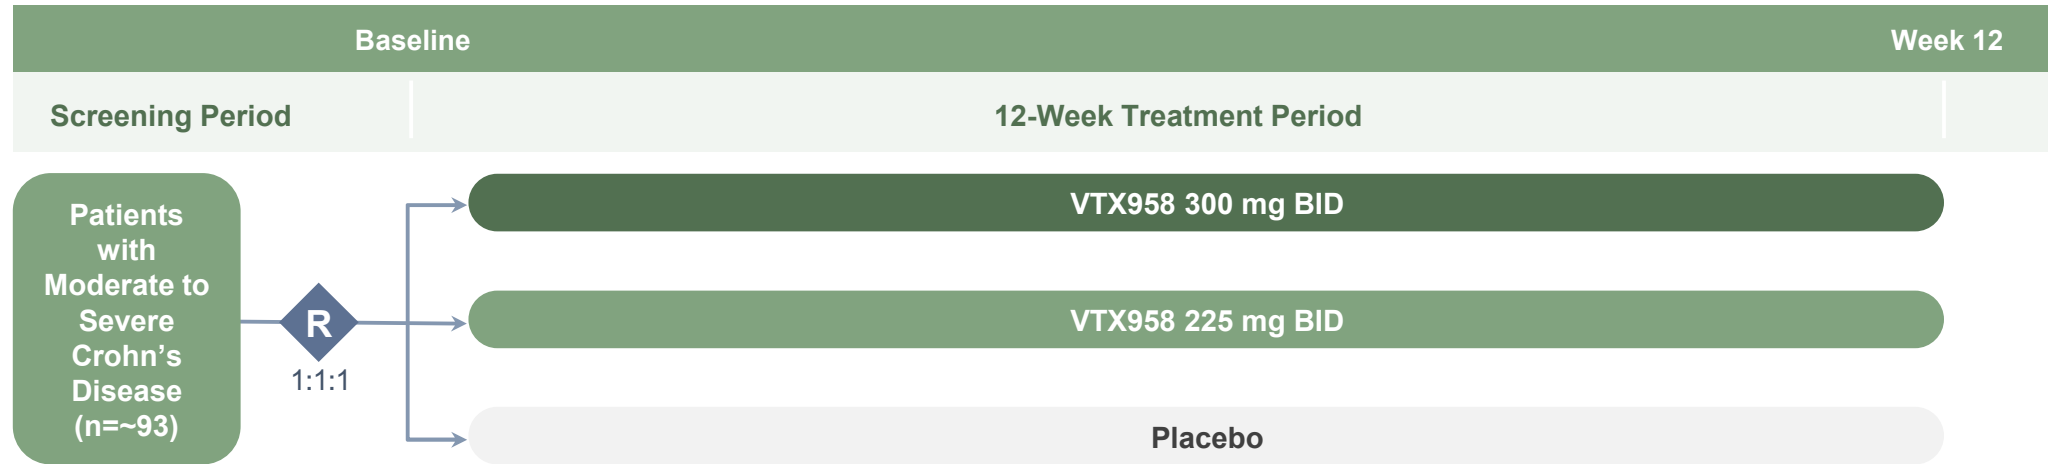 Baseline
Week 12
Screening Period
12-Week Treatment Period
Patients
with
Moderate to
Severe
Crohn’s
Disease
(n=~93)
R
1:1:1
VTX958 300 mg BID
VTX958 225 mg BID
Placebo